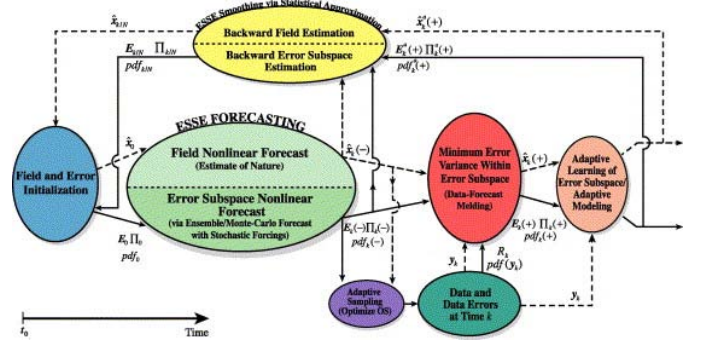 ESSE Smoothing via Statistical Approximation
Backward Field Estimation
Backward Error Subspace
Estimation
x̂k/N
Ek/N Πk/N
pdfk/N
x̂ˢk(+)
Eˢk(+) Πˢk(+)
pdfˢk(+)
ESSE FORECASTING
Field Nonlinear Forecast
(Estimate of Nature)
Error Subspace Nonlinear
Forecast
(via Ensemble/Monte-Carlo Forecast
with Stochastic Forcings)
Field and Error
Initialization
x̂0
E0 Π0
pdf0
x̂k(−)
Ek(−)Πk(−)
pdfk(−)
Minimum Error
Variance Within
Error Subspace
(Data-Forecast
Melding)
x̂k(+)
Ek(+) Πk(+)
pdfk(+)
Adaptive
Learning of
Error Subspace/
Adaptive
Modeling
Adaptive
Sampling
(Optimize OS)
yk
Rk
pdf(yk)
Data and
Data Errors
at Time k
yk
t0
Time